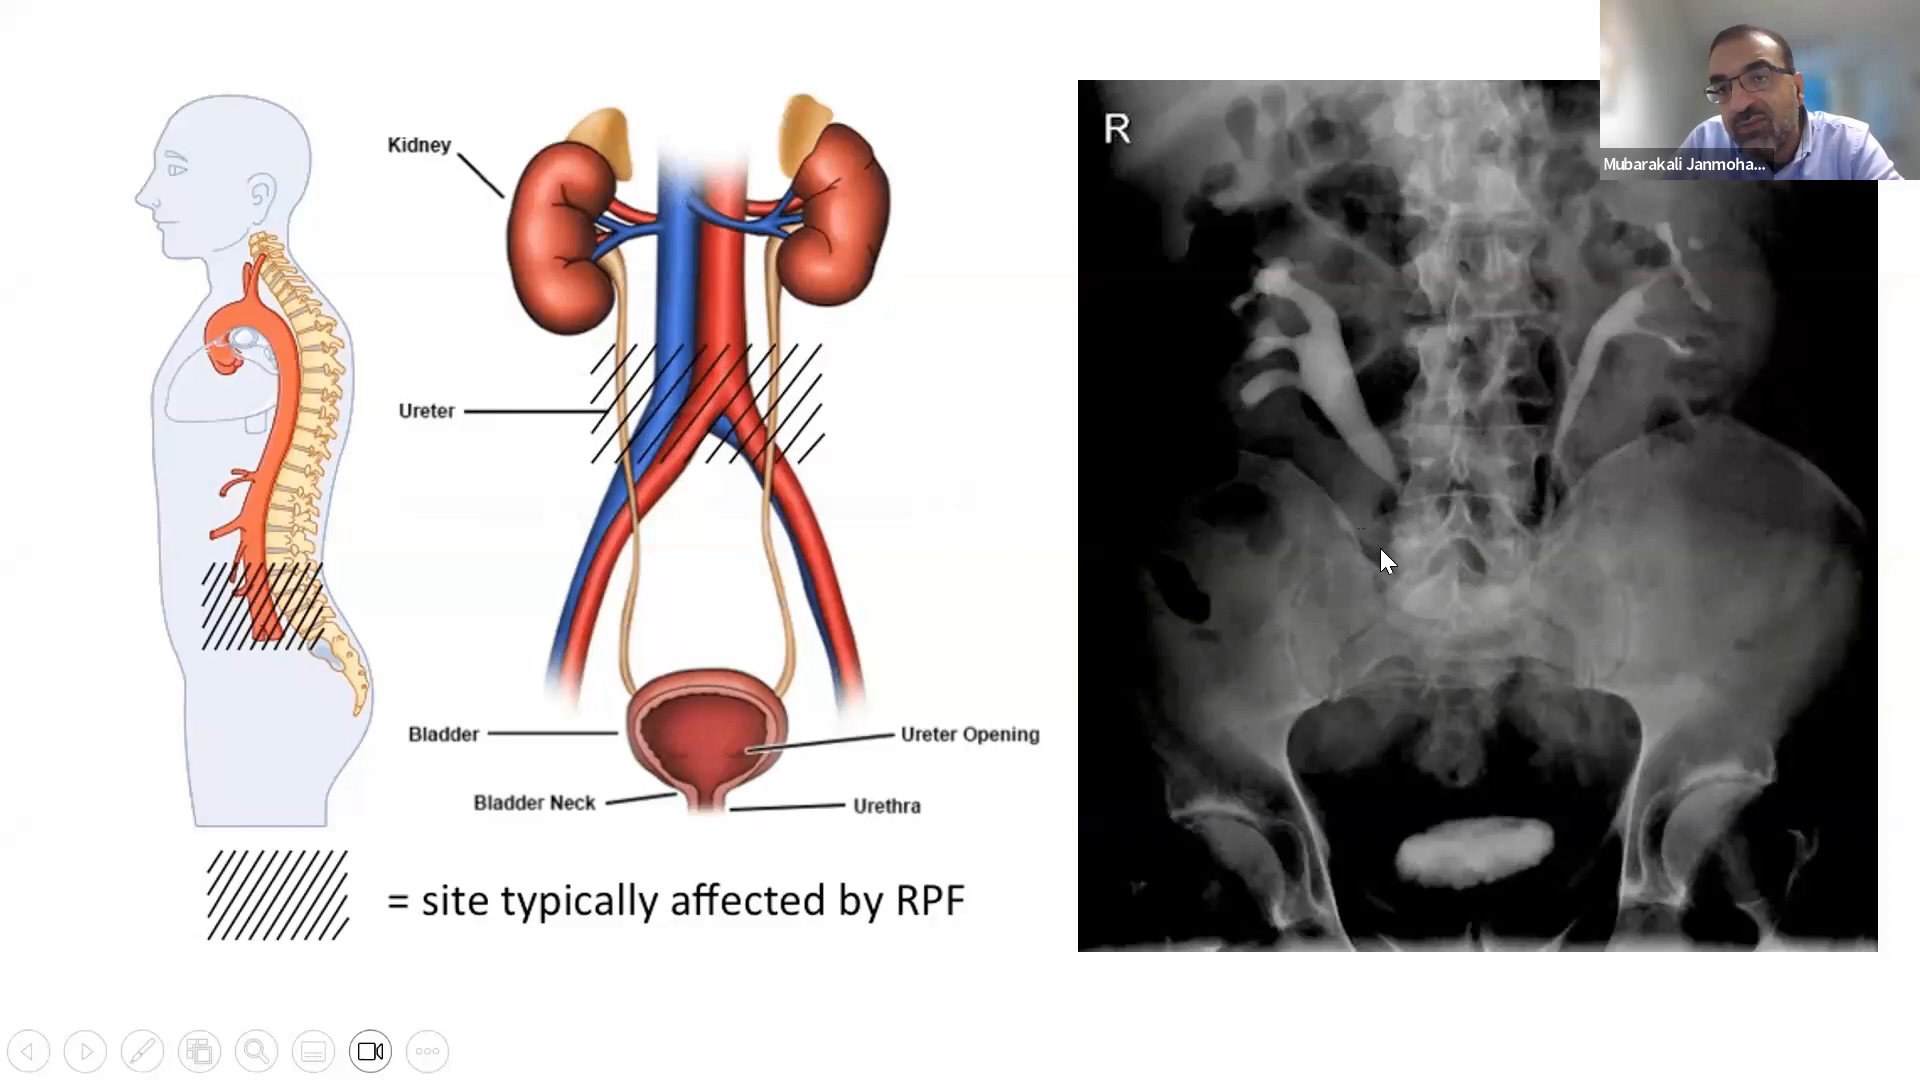 Kidney
Ureter
Bladder
Ureter Opening
Bladder Neck
Urethra
= site typically affected by RPF
R
Mubarakali Janmoha...